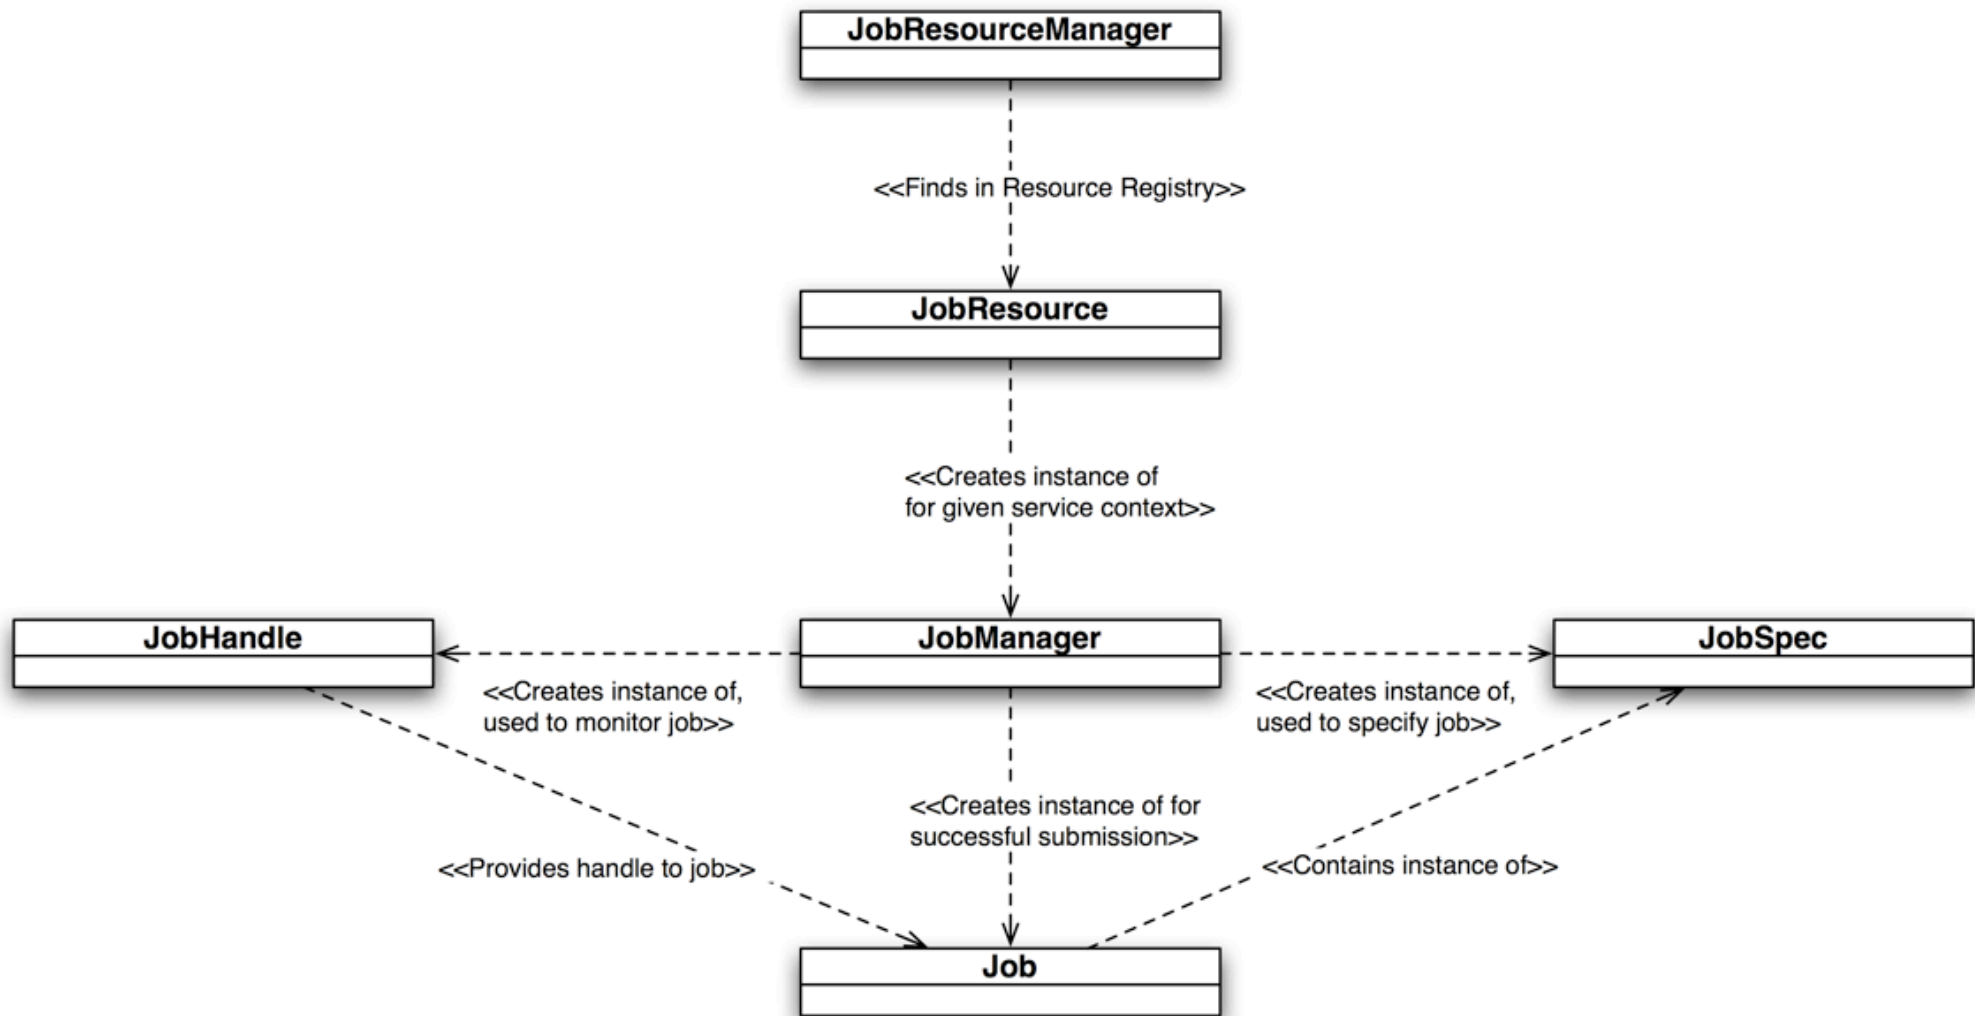 JobResourceManager
<<Finds in Resource Registry>>
JobResource
<<Creates instance of
for given service context>>
JobHandle
JobManager
JobSpec
<<Creates instance of,
used to monitor job>>
<<Creates instance of,
used to specify job>>
<<Creates instance of for
successful submission>>
<<Provides handle to job>>
<<Contains instance of>>
Job